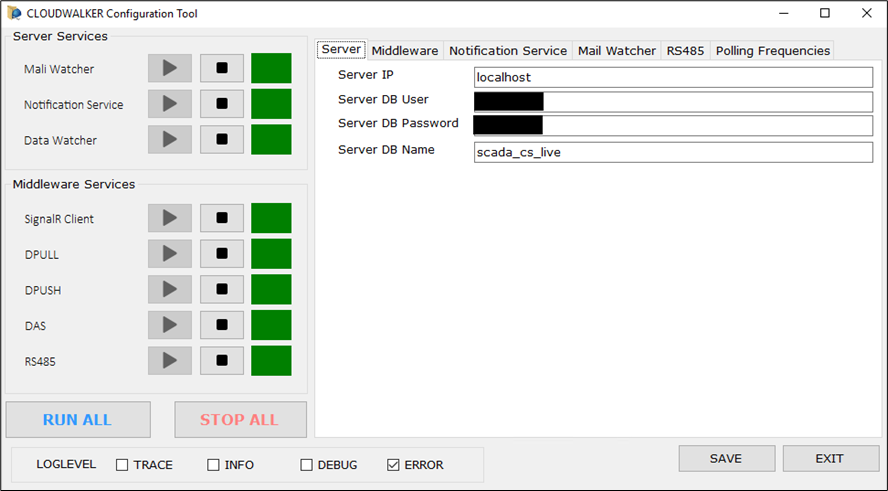 CLOUDWALKER Configuration Tool
Server Services
Mali Watcher
Notification Service
Data Watcher
Middleware Services
SignalR Client
DPULL
DPUSH
DAS
RS485
RUN ALL STOP ALL
LOGLEVEL TRACE INFO DEBUG ERROR
Server Middleware Notification Service Mail Watcher RS485 Polling Frequencies
Server IP localhost
Server DB User
Server DB Password
Server DB Name scada_cs_live
SAVE EXIT